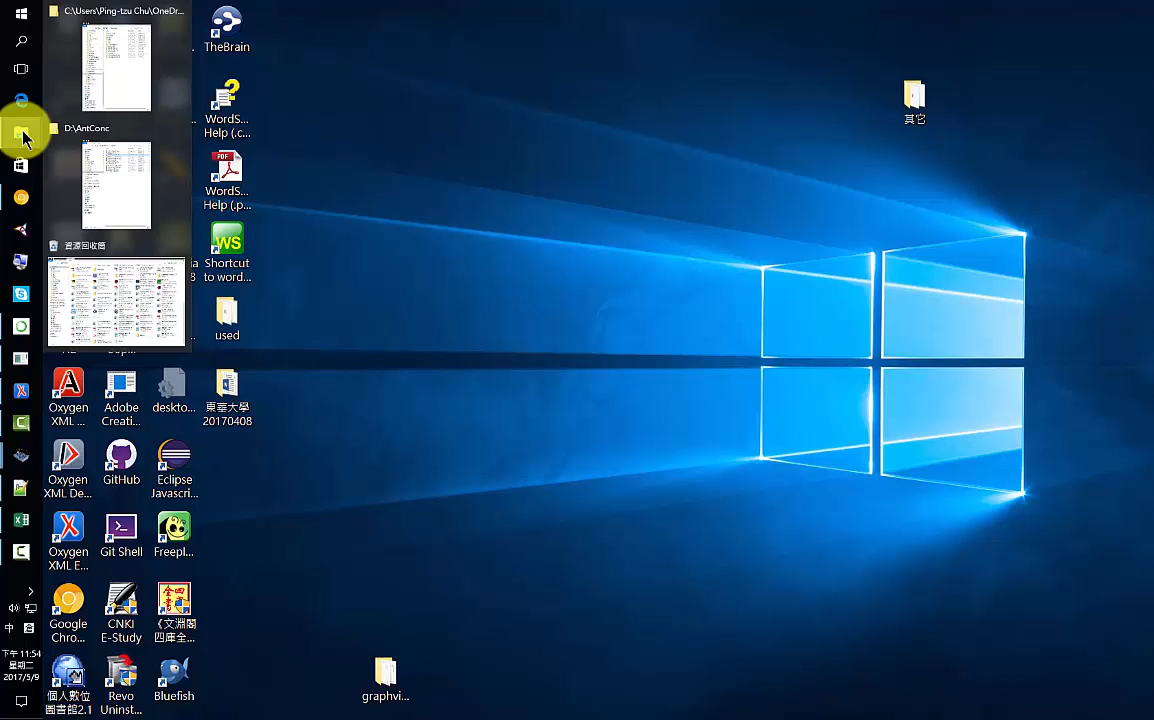 C:\Users\Ping-tzu Chu\OneDr...
D:\AntConc
資源回收筒
TheBrain
WordS...
Help (.c...
PDF
WordS...
Help (.p...
WS
Shortcut
to word...
used
東華大學
20170408
其它
Oxygen
XML ...
Adobe
Creati...
deskto...
Oxygen
XML De...
GitHub
Eclipse
Javascri...
Oxygen
XML E...
Git Shell
Freepl...
Google
Chro...
CNKI
E-Study
《文淵閣
四庫全...
個人數位
圖書館2.1
Revo
Uninst...
Bluefish
graphvi...
中
下午 11:54
星期二
2017/5/9